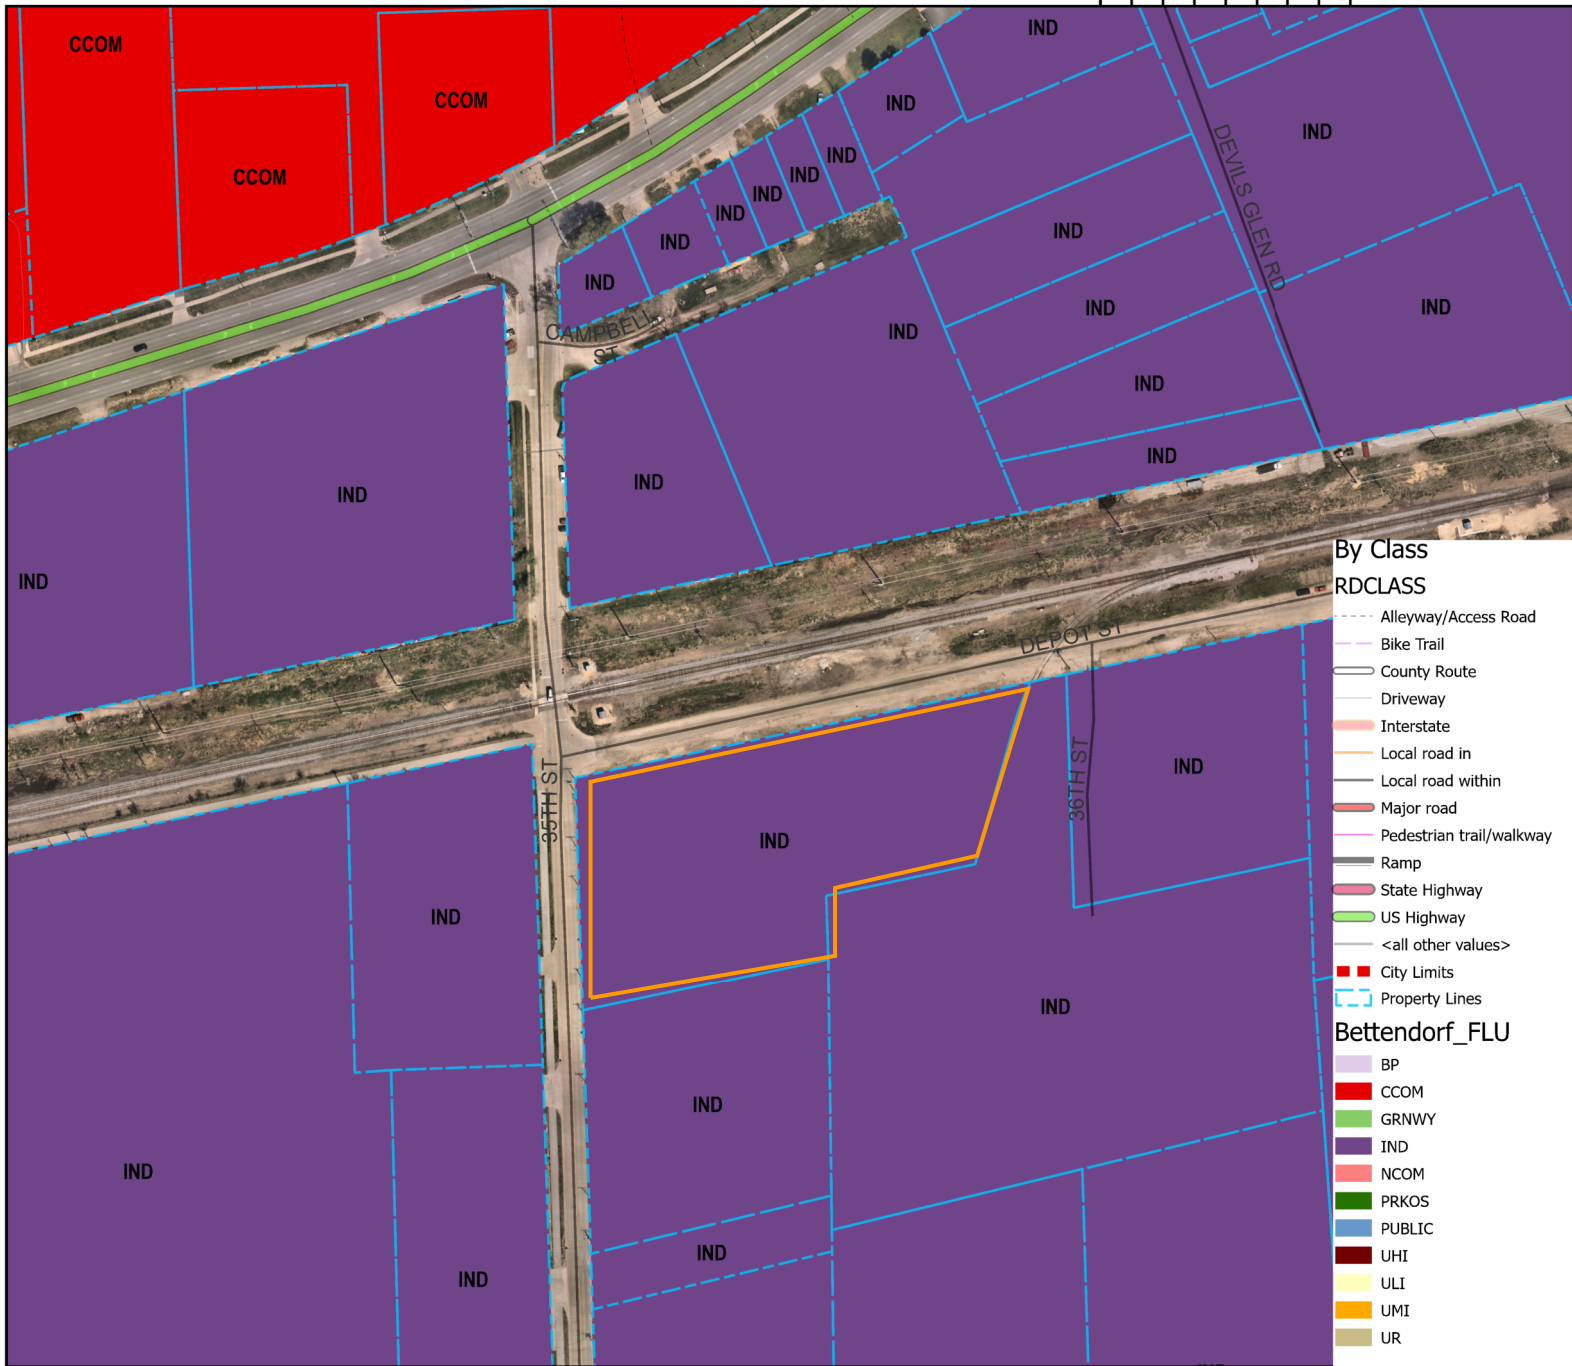 IND
CCOM
CCOM
IND
IND
IND
CCOM
IND
IND
IND
IND
DEVILS GLEN RD
IND
IND
IND
IND
IND
CAMPBELL
ST
IND
IND
IND
IND
IND
IND
IND
By Class
RDCLASS
Alleyway/Access Road
Bike Trail
County Route
Driveway
Interstate
Local road in
Local road within
Major road
Pedestrian trail/walkway
Ramp
State Highway
US Highway
<all other values>
City Limits
Property Lines
Bettendorf_FLU
BP
CCOM
GRNWY
IND
NCOM
PRKOS
PUBLIC
UHI
ULI
UMI
UR
DEPOT ST
35TH ST
36TH ST
IND
IND
IND
IND
IND
IND
IND
IND